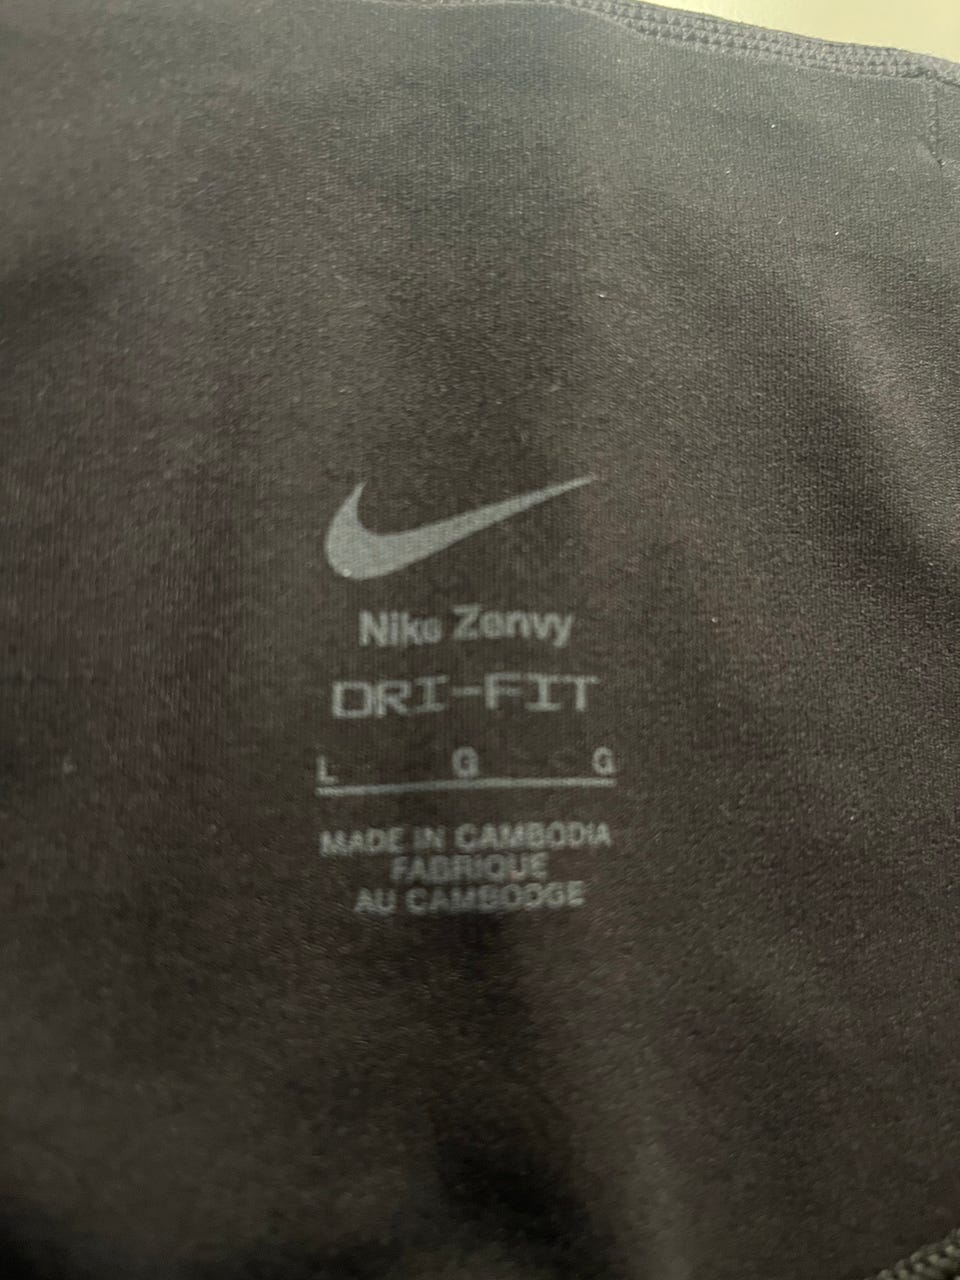 Nike Zenvy
DRI-FIT
L G G
MADE IN CAMBODIA
FABRIQUE
AU CAMBODGE